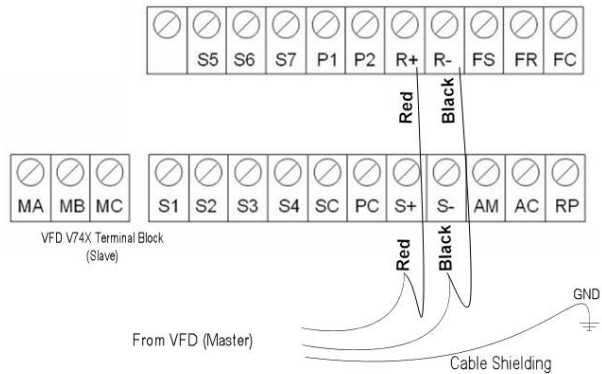 S5 S6 S7 P1 P2 R+ R- FS FR FC
Red Black
MA MB MC S1 S2 S3 S4 SC PC S+ S- AM AC RP
VFD V74X Terminal Block
(Slave)
Red Black
GND
From VFD (Master)
Cable Shielding